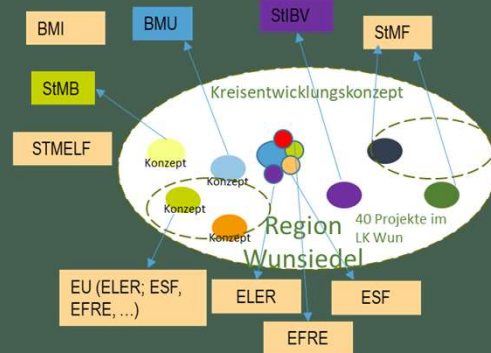 BMI
BMU
StIBV
StMF
StMB
Kreisentwicklungskonzept
STMELF
Konzept
Konzept
Konzept
Konzept
40 Projekte im
LK Wun
Region
Wunsiedel
EU (ELER; ESF,
EFRE, ...)
ELER
ESF
EFRE